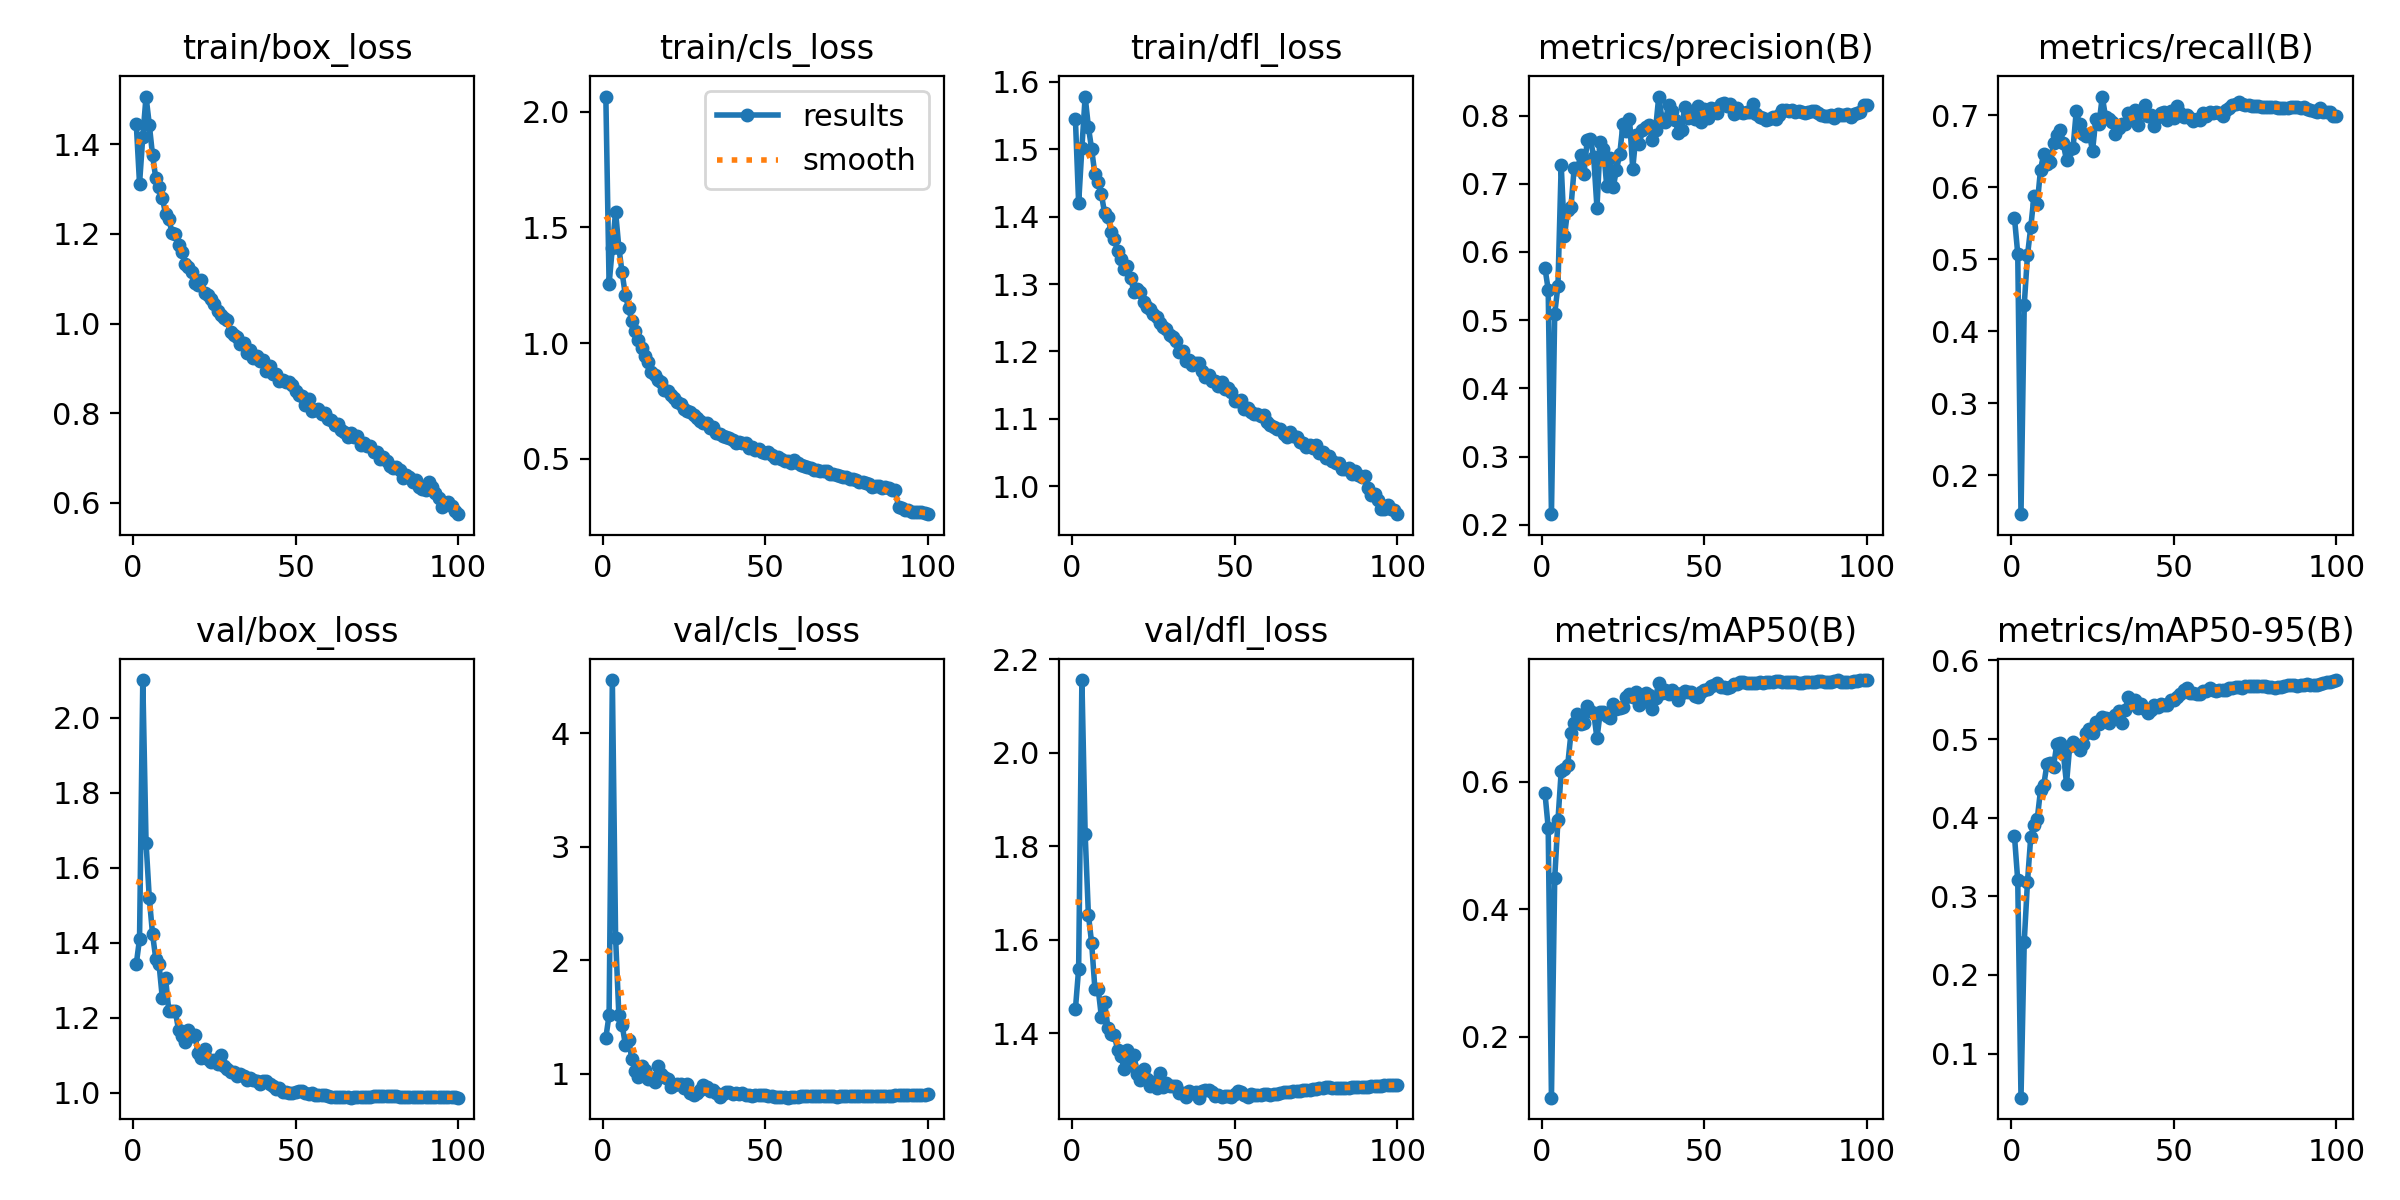 train/box_loss
1.4
1.2
1.0
0.8
0.6
0 50 100
train/cls_loss
results
smooth
2.0
1.5
1.0
0.5
0 50 100
train/dfl_loss
1.6
1.5
1.4
1.3
1.2
1.1
1.0
0 50 100
metrics/precision(B)
0.8
0.7
0.6
0.5
0.4
0.3
0.2
0 50 100
metrics/recall(B)
0.7
0.6
0.5
0.4
0.3
0.2
0 50 100
val/box_loss
2.0
1.8
1.6
1.4
1.2
1.0
0 50 100
val/cls_loss
4
3
2
1
0 50 100
val/dfl_loss
2.2
2.0
1.8
1.6
1.4
0 50 100
metrics/mAP50(B)
0.6
0.4
0.2
0 50 100
metrics/mAP50-95(B)
0.6
0.5
0.4
0.3
0.2
0.1
0 50 100